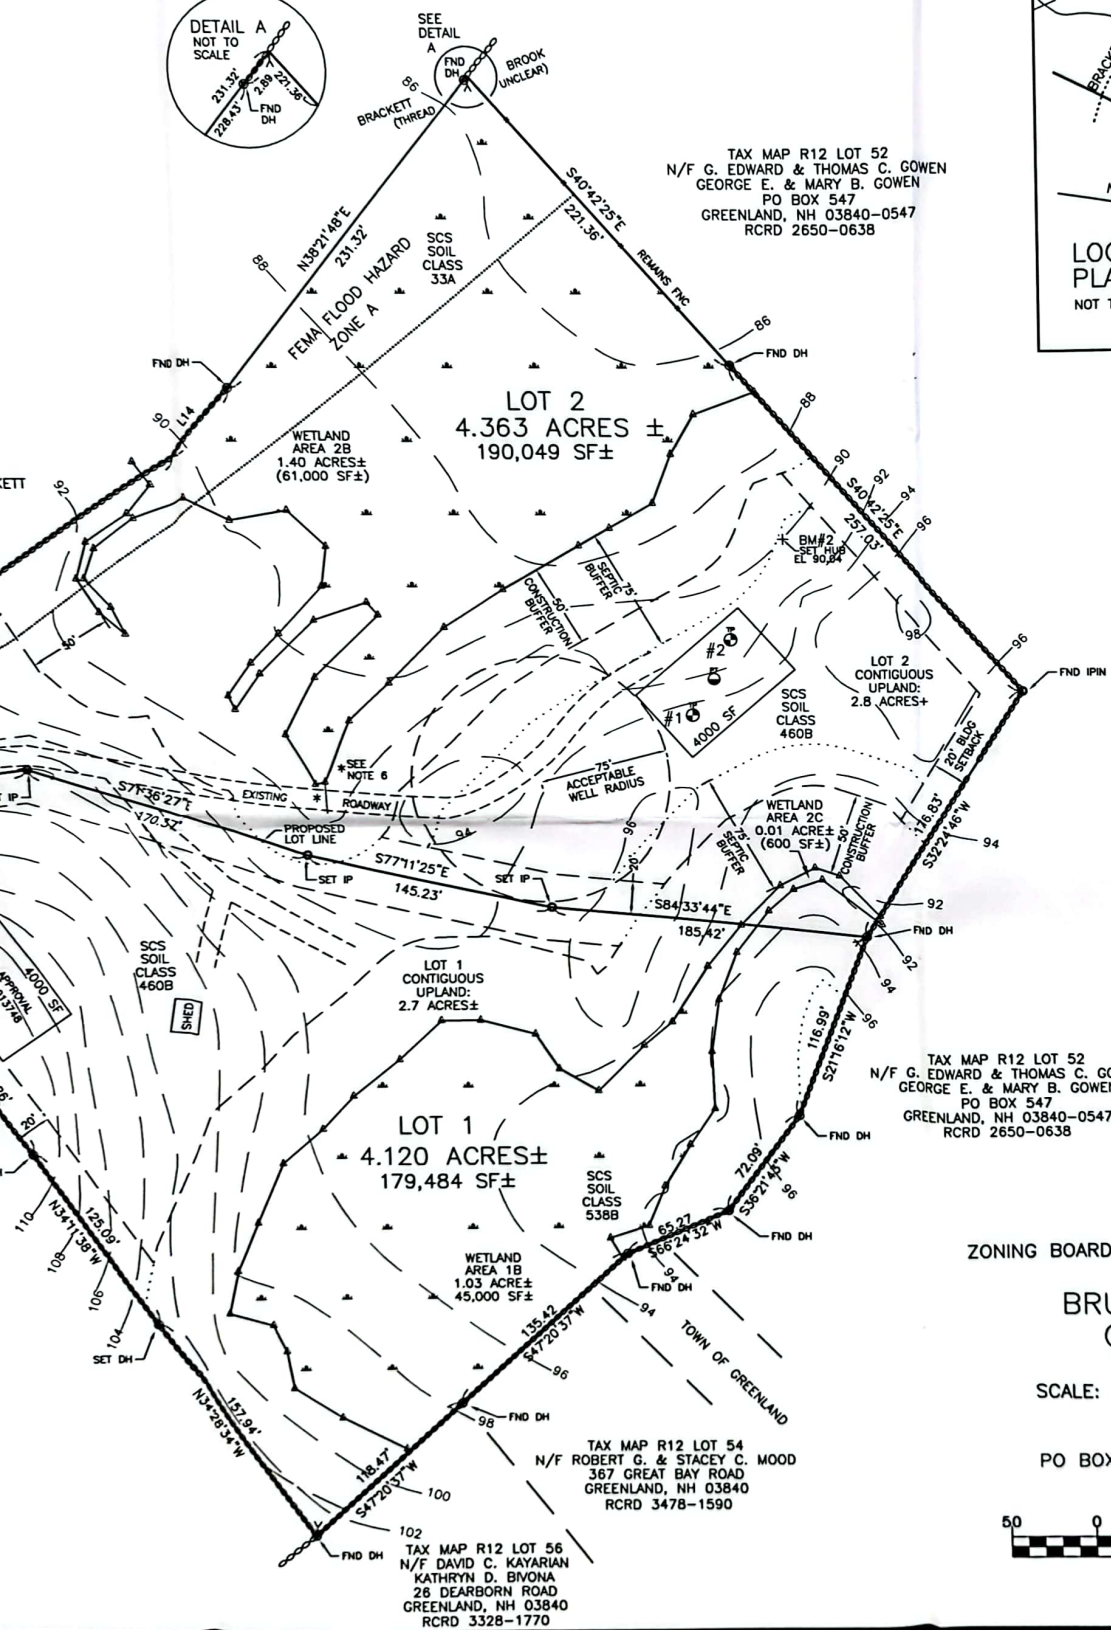 DETAIL A
NOT TO
SCALE
231.32'
2.89
221.36'
228.43'
FND
DH
SEE
DETAIL
A
FND
DH
BRACKETT
(THREAD
BROOK
UNCLEAR)
86
TAX MAP R12 LOT 52
N/F G. EDWARD & THOMAS C. GOWEN
GEORGE E. & MARY B. GOWEN
PO BOX 547
GREENLAND, NH 03840-0547
RCRD 2650-0638
NOT T
N38°21'48"E
231.32'
S40°42'25"E
221.36'
REMAINS FNC
SCS
SOIL
CLASS
33A
FEMA FLOOD HAZARD
ZONE A
88
86
FND DH
FND DH
L14
90
92
LOT 2
4.363 ACRES ±
190,049 SF±
WETLAND
AREA 2B
1.40 ACRES±
(61,000 SF±)
88
90
92
94
96
S40°42'25"E
257.03'
BM#2
SET HUB
EL 90.04
50'
CONSTRUCTION
BUFFER
75'
SEPTIC
BUFFER
50'
#2
#1
4000 SF
SCS
SOIL
CLASS
460B
LOT 2
CONTIGUOUS
UPLAND:
2.8 ACRES+
98
96
FND IPIN
20' BLDG
SETBACK
176.83'
S32°24'46"W
*SEE
NOTE 6
*
EXISTING
ROADWAY
75'
ACCEPTABLE
WELL RADIUS
94
96
WETLAND
AREA 2C
0.01 ACRE±
(600 SF±)
75'
SEPTIC
BUFFER
50'
CONSTRUCTION
BUFFER
94
92
IP
S71°36'27"E
170.37'
PROPOSED
LOT LINE
SET IP
S77°11'25"E
145.23'
SET IP
20'
S84°33'44"E
185.42'
FND DH
92
94
96
SCS
SOIL
CLASS
460B
SHED
4000 SF
APPROVAL
LOT 1
CONTIGUOUS
UPLAND:
2.7 ACRES±
116.99'
S21°16'12"W
TAX MAP R12 LOT 52
N/F G. EDWARD & THOMAS C. GO
GEORGE E. & MARY B. GOWEN
PO BOX 547
GREENLAND, NH 03840-0547
RCRD 2650-0638
20'
LOT 1
4.120 ACRES±
179,484 SF±
FND DH
72.09'
S36°21'45"W
96
SCS
SOIL
CLASS
538B
N34°11'38"W
125.09'
110
108
106
104
SET DH
65.27
S66°24'32"W
FND DH
FND DH
94
94
WETLAND
AREA 1B
1.03 ACRE±
45,000 SF±
135.42
S47°20'37"W
96
TOWN OF GREENLAND
ZONING BOARD
BRU
SCALE:
PO BOX
50
0
157.94'
N34°28'34"W
98
FND DH
TAX MAP R12 LOT 54
N/F ROBERT G. & STACEY C. MOOD
367 GREAT BAY ROAD
GREENLAND, NH 03840
RCRD 3478-1590
118.47'
S47°20'37"W
100
102
FND DH
TAX MAP R12 LOT 56
N/F DAVID C. KAYARIAN
KATHRYN D. BIVONA
26 DEARBORN ROAD
GREENLAND, NH 03840
RCRD 3328-1770